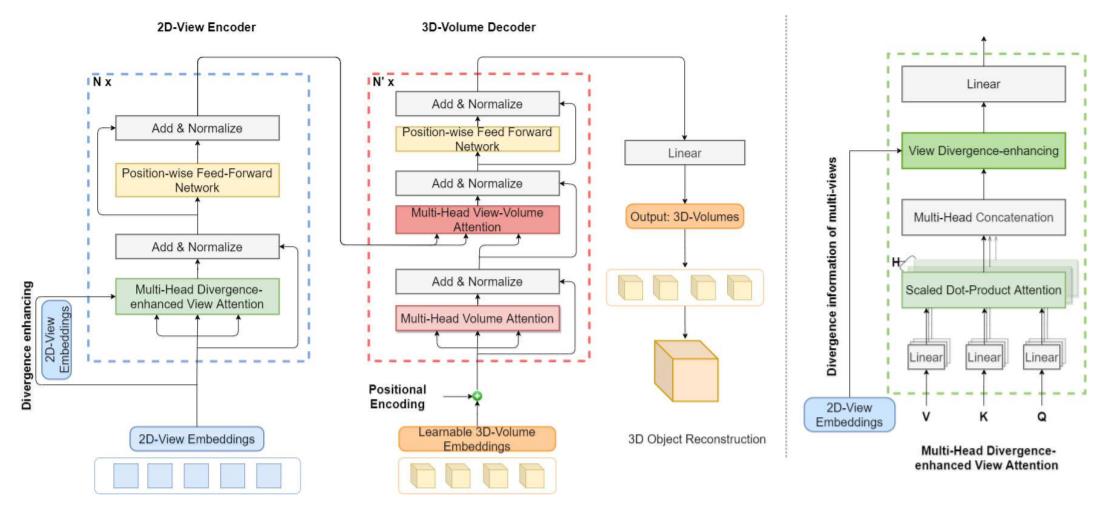 2D-View Encoder
N x
Add & Normalize
Position-wise Feed-Forward
Network
Add & Normalize
Multi-Head Divergence-
enhanced View Attention
Divergence enhancing
2D-View
Embeddings
2D-View Embeddings
3D-Volume Decoder
N' x
Add & Normalize
Position-wise Feed Forward
Network
Add & Normalize
Multi-Head View-Volume
Attention
Add & Normalize
Multi-Head Volume Attention
Positional
Encoding
Learnable 3D-Volume
Embeddings
Linear
Output: 3D-Volumes
3D Object Reconstruction
Linear
View Divergence-enhancing
Multi-Head Concatenation
H
Scaled Dot-Product Attention
Linear
Linear
Linear
Divergence information of multi-views
2D-View
Embeddings
V
K
Q
Multi-Head Divergence-
enhanced View Attention